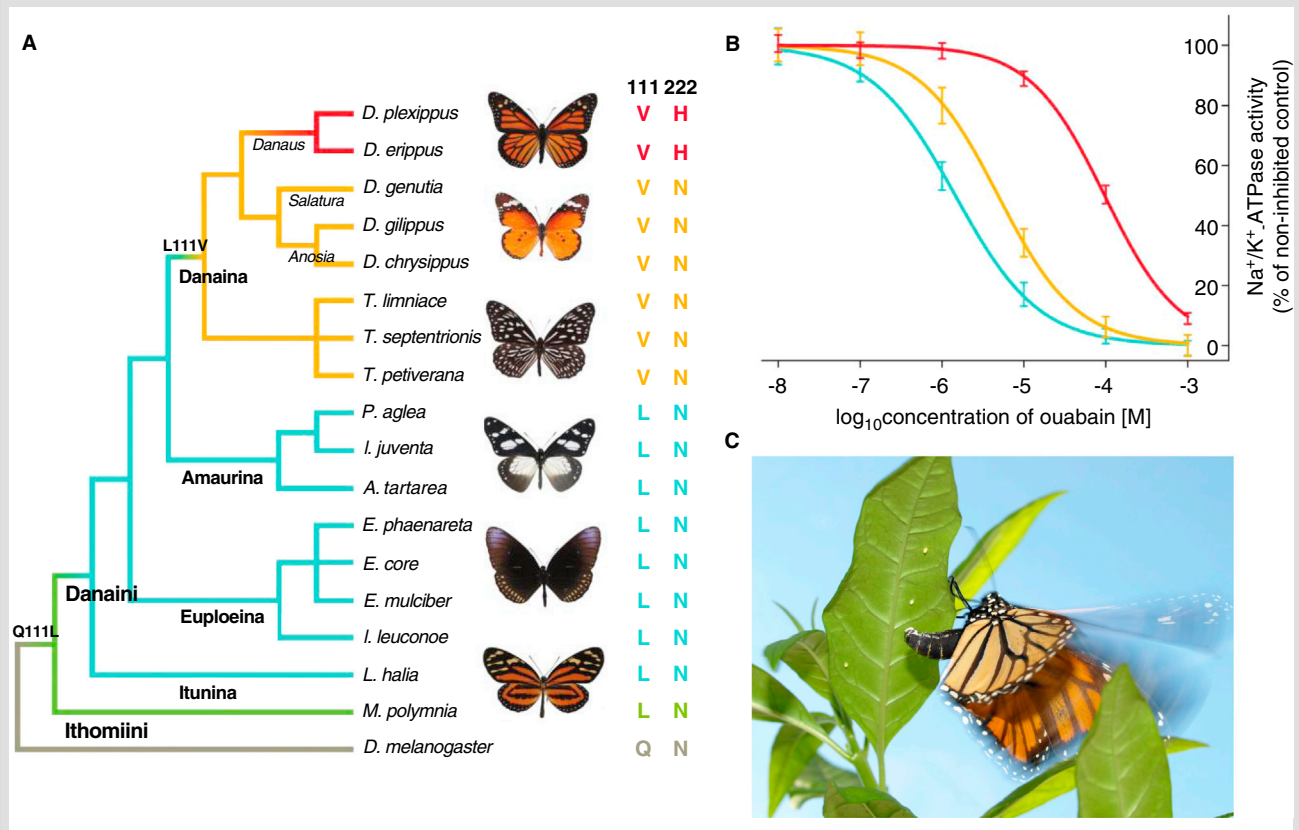 A
111 222
D. plexippus V H
Danaus
D. erippus V H
D. genutia V N
Salatura
D. gilippus V N
L111V
Anosia
D. chrysippus V N
Danaina
T. limniace V N
T. septentrionis V N
T. petiverana V N
P. aglea L N
I. juventa L N
Amaurina
A. tartarea L N
E. phaenareta L N
E. core L N
Danaini
E. mulciber L N
Euploeina
Q111L
I. leuconoe L N
L. halia L N
Itunina
M. polymnia L N
Ithomiini
D. melanogaster Q N
B
100
80
60
40
20
0
Na+/K+-ATPase activity
(% of non-inhibited control)
-8 -7 -6 -5 -4 -3
log10concentration of ouabain [M]
C